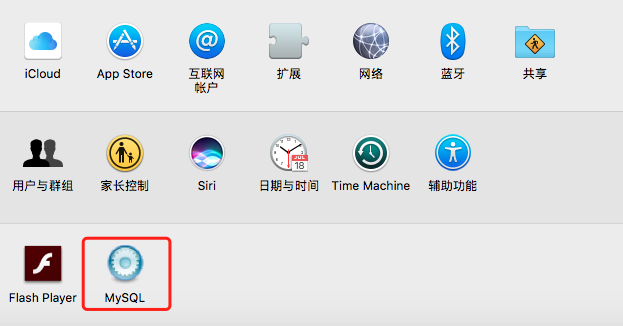 iCloud
App Store
互联网
帐户
扩展
网络
蓝牙
共享
用户与群组
家长控制
Siri
JUL
18
日期与时间
Time Machine
辅助功能
Flash Player
MySQL